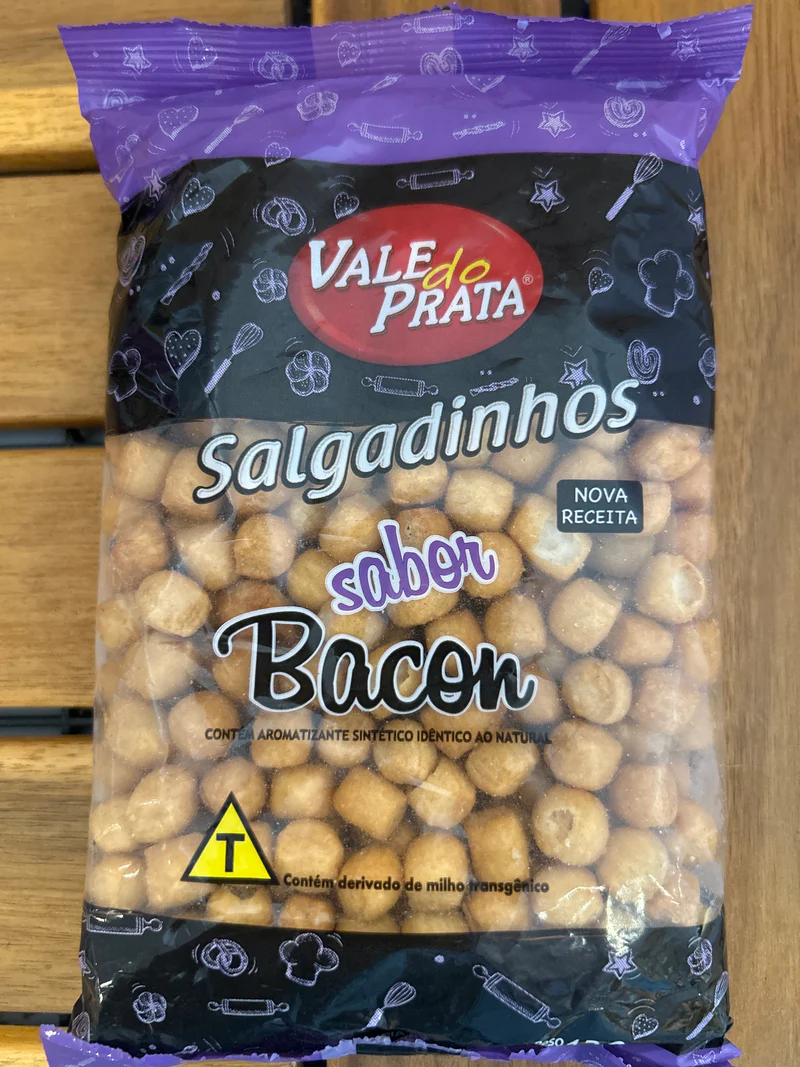 VALE do
PRATA®
Salgadinhos
NOVA
RECEITA
sabor
Bacon
CONTÉM AROMATIZANTE SINTÉTICO IDÊNTICO AO NATURAL
T
Contém derivado de milho transgênico